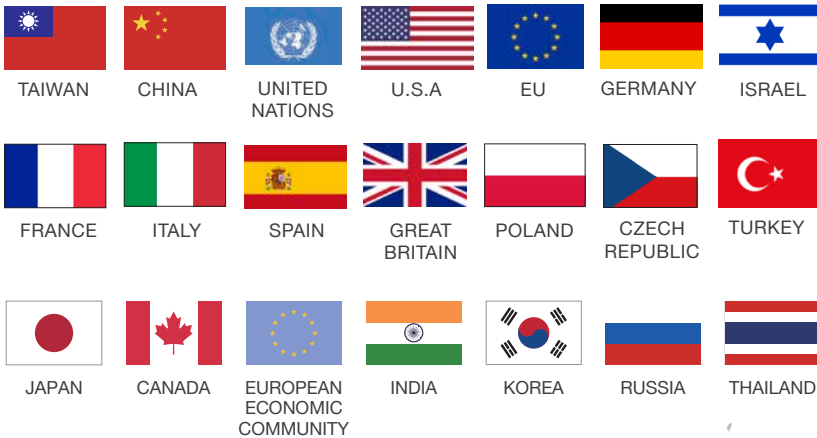 TAIWAN
CHINA
UNITED
NATIONS
U.S.A
EU
GERMANY
ISRAEL
FRANCE
ITALY
SPAIN
GREAT
BRITAIN
POLAND
CZECH
REPUBLIC
TURKEY
JAPAN
CANADA
EUROPEAN
ECONOMIC
COMMUNITY
INDIA
KOREA
RUSSIA
THAILAND